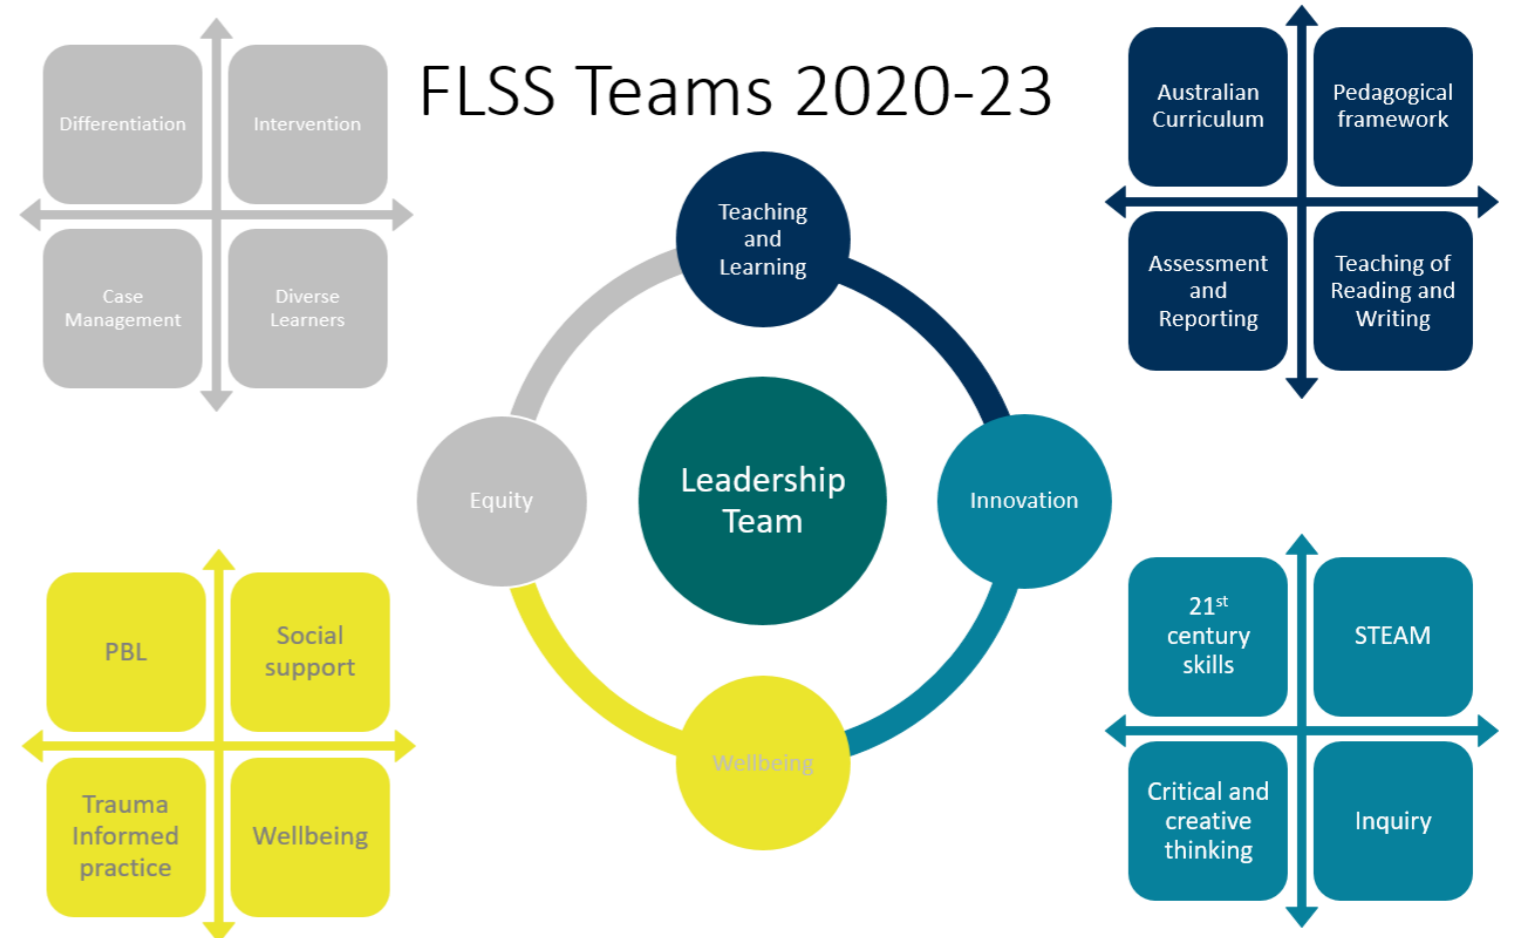 FLSS Teams 2020-23
Differentiation
Intervention
Case
Management
Diverse
Learners
Australian
Curriculum
Pedagogical
framework
Assessment
and
Reporting
Teaching of
Reading and
Writing
Teaching
and
Learning
Equity
Leadership
Team
Innovation
Wellbeing
PBL
Social
support
Trauma
Informed
practice
Wellbeing
21st
century
skills
STEAM
Critical and
creative
thinking
Inquiry